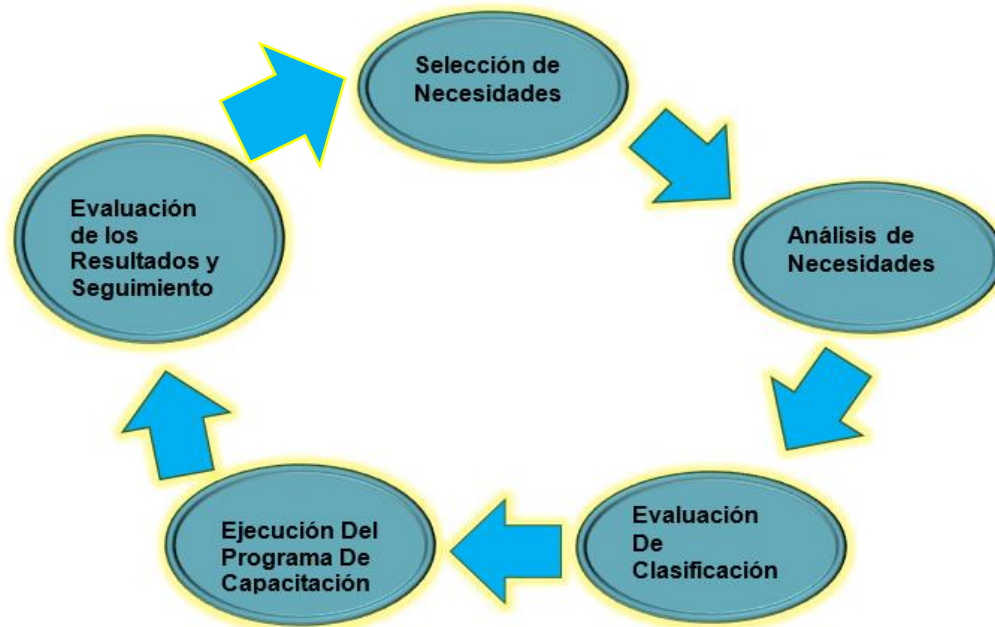 Selección de
Necesidades
Análisis de
Necesidades
Evaluación
De
Clasificación
Ejecución Del
Programa De
Capacitación
Evaluación
de los
Resultados y
Seguimiento